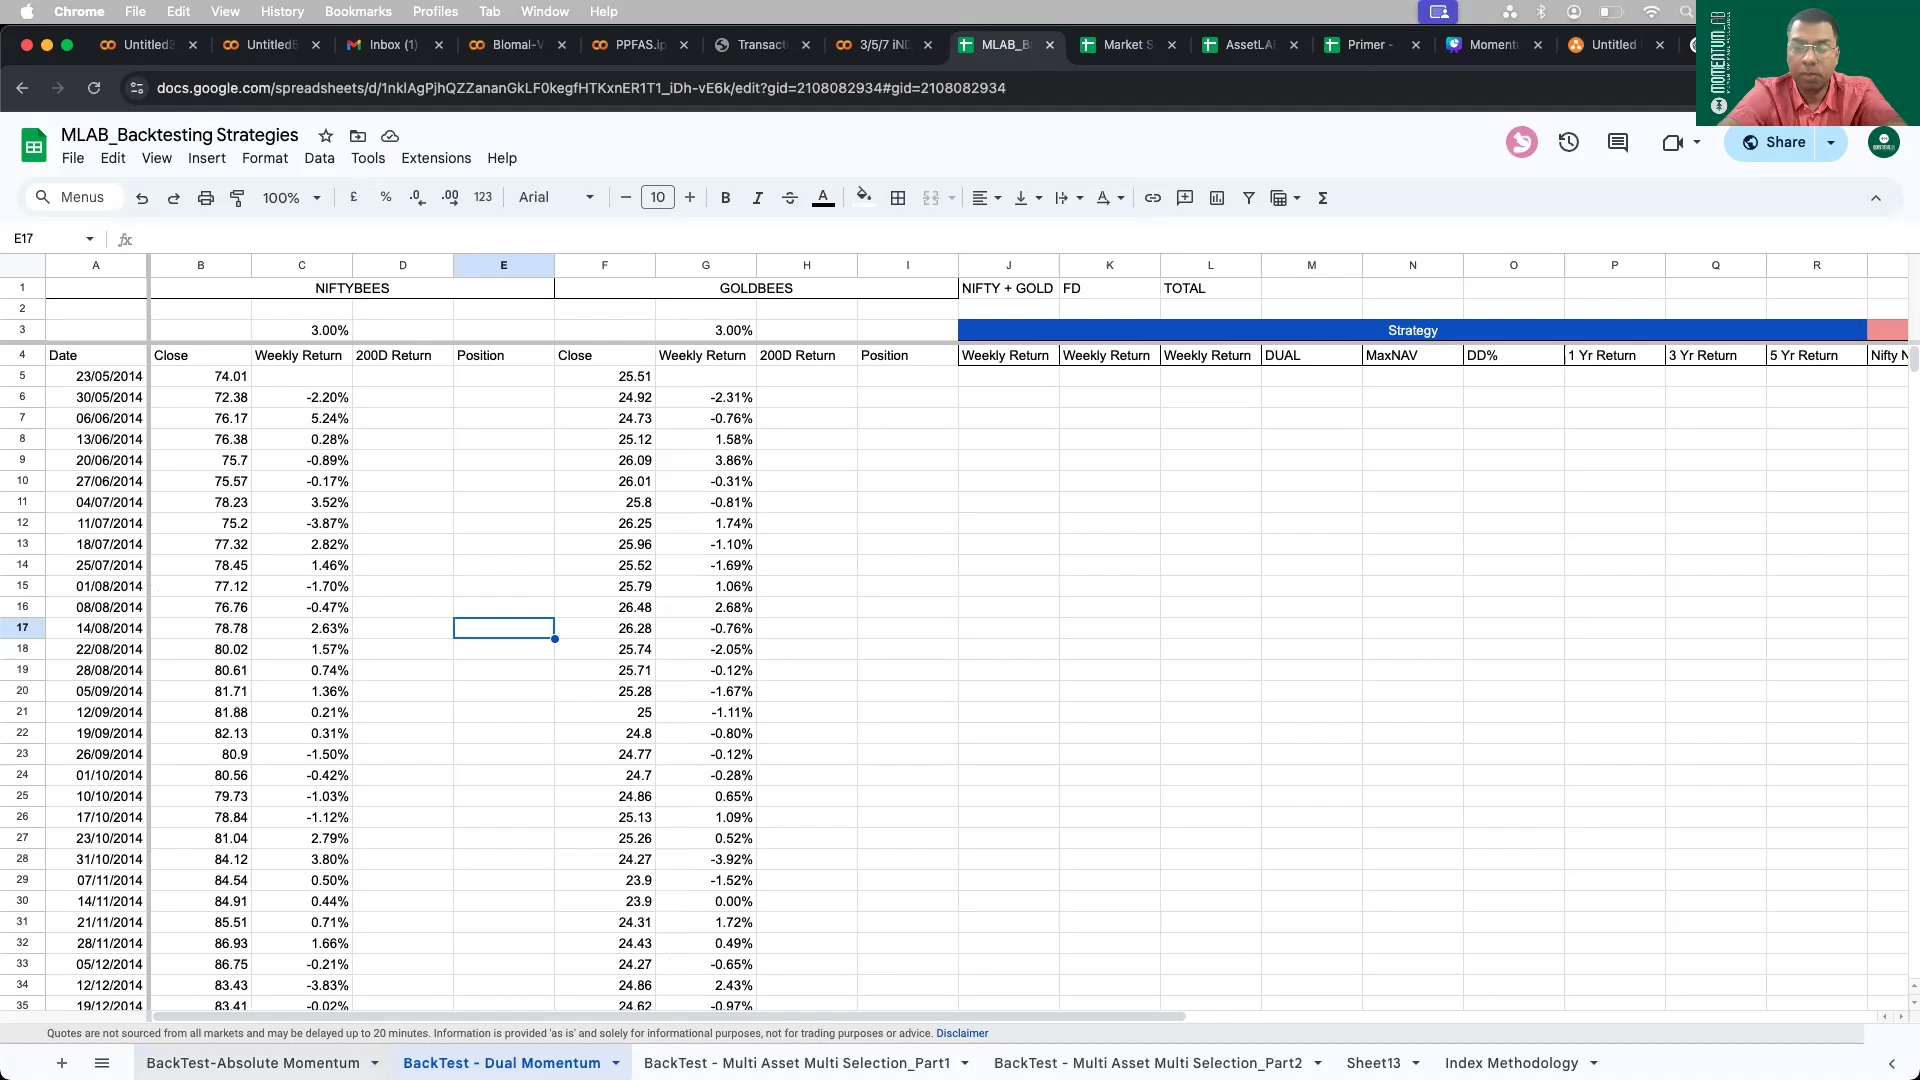 Chrome File Edit View History Bookmarks Profiles Tab Window Help
Untitled3 Untitled5 Inbox (1) Blomal-V PPFAS.ip Transacti 3/5/7 iND MLAB_B Market S AssetLA Primer - Moment Untitled
docs.google.com/spreadsheets/d/1nklAgPjhQZZananGkLF0kegfHTKxnER1T1_iDh-vE6k/edit?gid=2108082934#gid=2108082934
MOMENTUM_LAB
MLAB_Backtesting Strategies
File Edit View Insert Format Data Tools Extensions Help
Share
Menus 100% £ % .0 .00 123 Arial 10 B I A Σ
E17 fx
A B C D E F G H I J K L M N O P Q R
1 NIFTYBEES GOLDBEES NIFTY + GOLD FD TOTAL
2
3 3.00% 3.00% Strategy
4 Date Close Weekly Return 200D Return Position Close Weekly Return 200D Return Position Weekly Return Weekly Return Weekly Return DUAL MaxNAV DD% 1 Yr Return 3 Yr Return 5 Yr Return Nifty N
5 23/05/2014 74.01 25.51
6 30/05/2014 72.38 -2.20% 24.92 -2.31%
7 06/06/2014 76.17 5.24% 24.73 -0.76%
8 13/06/2014 76.38 0.28% 25.12 1.58%
9 20/06/2014 75.7 -0.89% 26.09 3.86%
10 27/06/2014 75.57 -0.17% 26.01 -0.31%
11 04/07/2014 78.23 3.52% 25.8 -0.81%
12 11/07/2014 75.2 -3.87% 26.25 1.74%
13 18/07/2014 77.32 2.82% 25.96 -1.10%
14 25/07/2014 78.45 1.46% 25.52 -1.69%
15 01/08/2014 77.12 -1.70% 25.79 1.06%
16 08/08/2014 76.76 -0.47% 26.48 2.68%
17 14/08/2014 78.78 2.63% 26.28 -0.76%
18 22/08/2014 80.02 1.57% 25.74 -2.05%
19 28/08/2014 80.61 0.74% 25.71 -0.12%
20 05/09/2014 81.71 1.36% 25.28 -1.67%
21 12/09/2014 81.88 0.21% 25 -1.11%
22 19/09/2014 82.13 0.31% 24.8 -0.80%
23 26/09/2014 80.9 -1.50% 24.77 -0.12%
24 01/10/2014 80.56 -0.42% 24.7 -0.28%
25 10/10/2014 79.73 -1.03% 24.86 0.65%
26 17/10/2014 78.84 -1.12% 25.13 1.09%
27 23/10/2014 81.04 2.79% 25.26 0.52%
28 31/10/2014 84.12 3.80% 24.27 -3.92%
29 07/11/2014 84.54 0.50% 23.9 -1.52%
30 14/11/2014 84.91 0.44% 23.9 0.00%
31 21/11/2014 85.51 0.71% 24.31 1.72%
32 28/11/2014 86.93 1.66% 24.43 0.49%
33 05/12/2014 86.75 -0.21% 24.27 -0.65%
34 12/12/2014 83.43 -3.83% 24.86 2.43%
35 19/12/2014 83.41 -0.02% 24.62 -0.97%
Quotes are not sourced from all markets and may be delayed up to 20 minutes. Information is provided 'as is' and solely for informational purposes, not for trading purposes or advice. Disclaimer
BackTest-Absolute Momentum BackTest - Dual Momentum BackTest - Multi Asset Multi Selection_Part1 BackTest - Multi Asset Multi Selection_Part2 Sheet13 Index Methodology